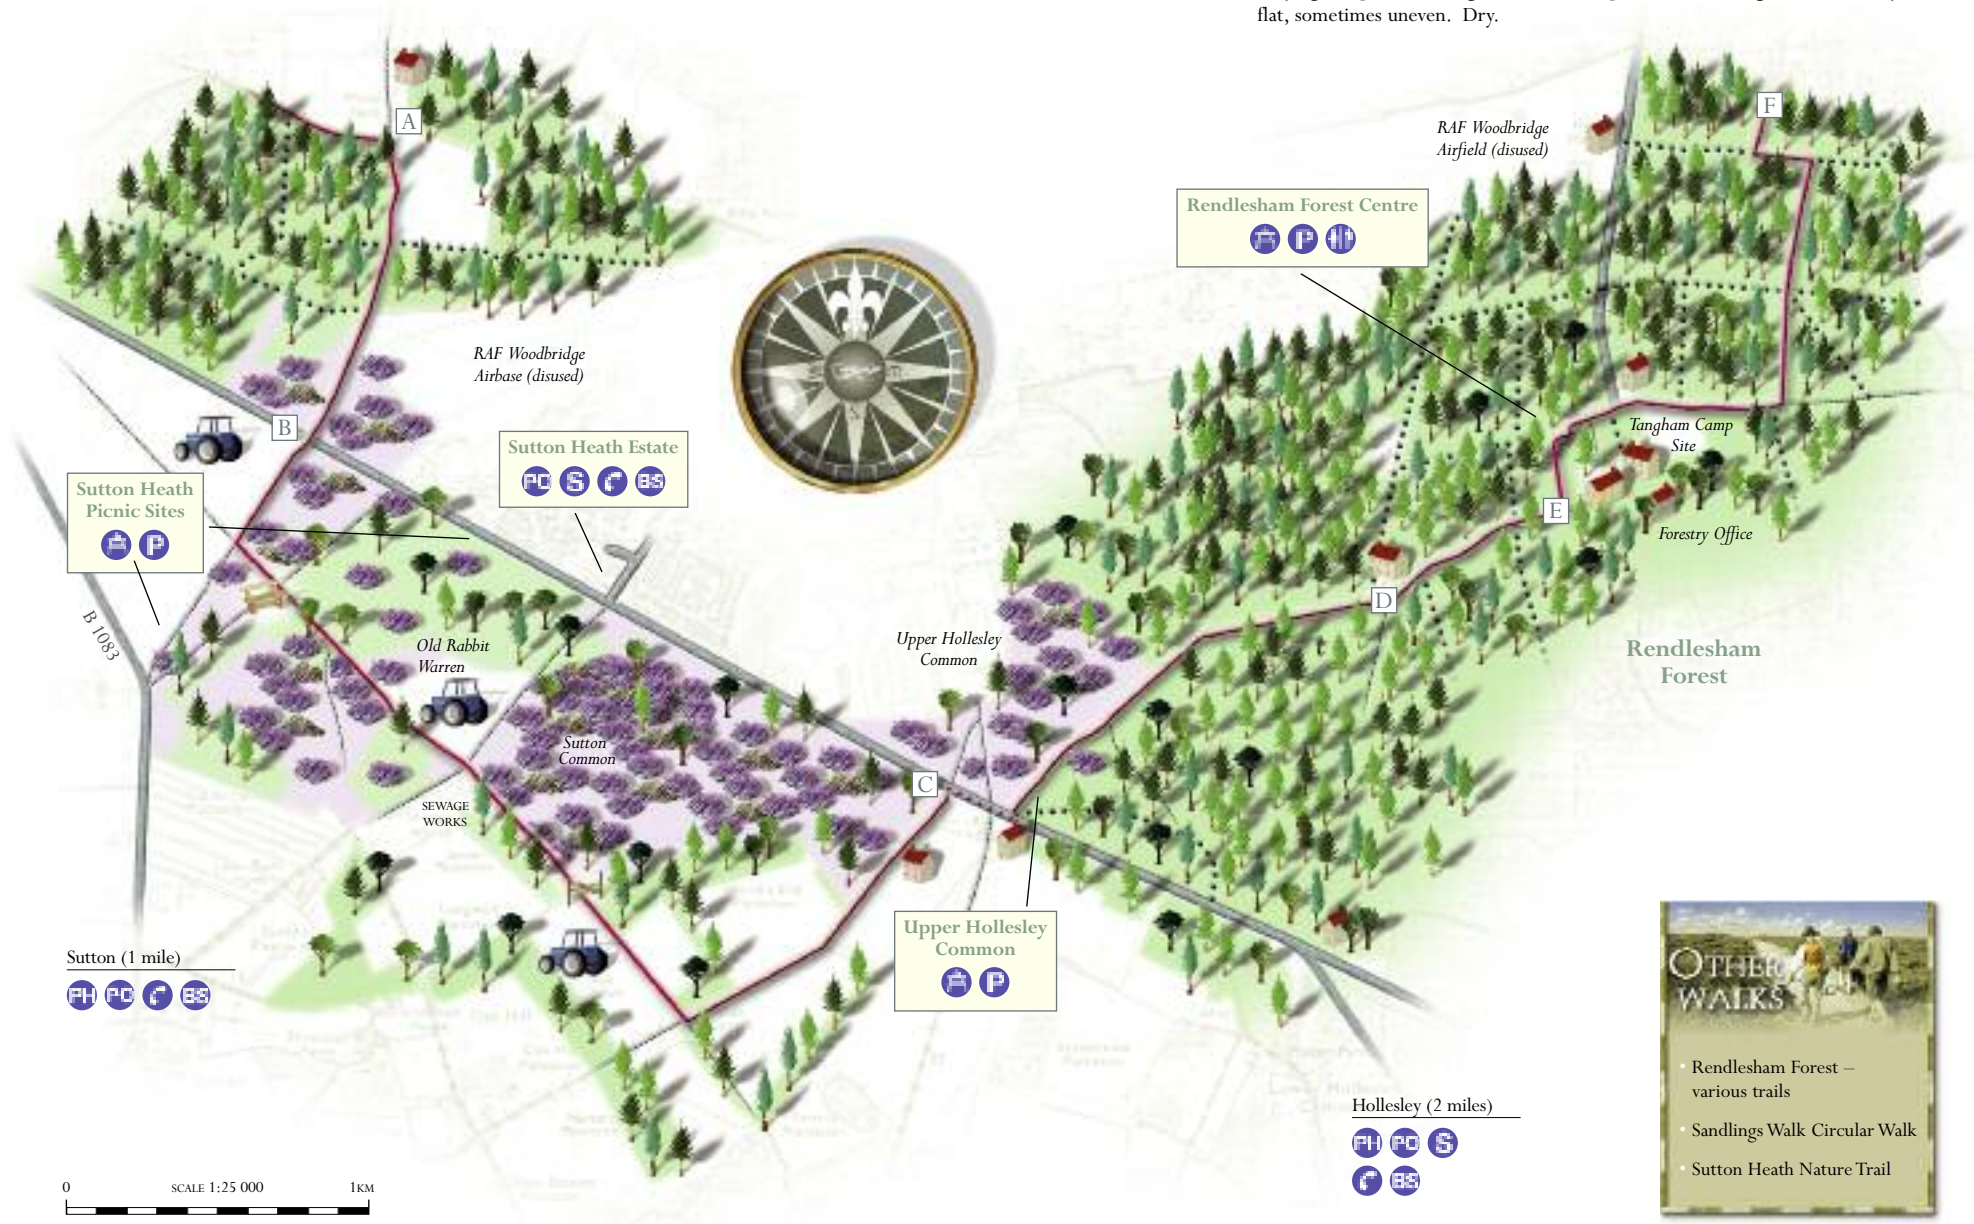 flat, sometimes uneven. Dry.
A
F
RAF Woodbridge
Airfield (disused)
Rendlesham Forest Centre
P
RAF Woodbridge
Airbase (disused)
B
Sutton Heath Estate
PO S BS
Sutton Heath
Picnic Sites
P
Tangham Camp
Site
E
Forestry Office
B 1083
D
Old Rabbit
Warren
Upper Hollesley
Common
Rendlesham
Forest
Sutton
Common
C
SEWAGE
WORKS
Upper Hollesley
Common
P
Sutton (1 mile)
PH PO BS
OTHER
WALKS
• Rendlesham Forest –
various trails
• Sandlings Walk Circular Walk
• Sutton Heath Nature Trail
Hollesley (2 miles)
PH PO S
BS
0 SCALE 1:25 000 1KM